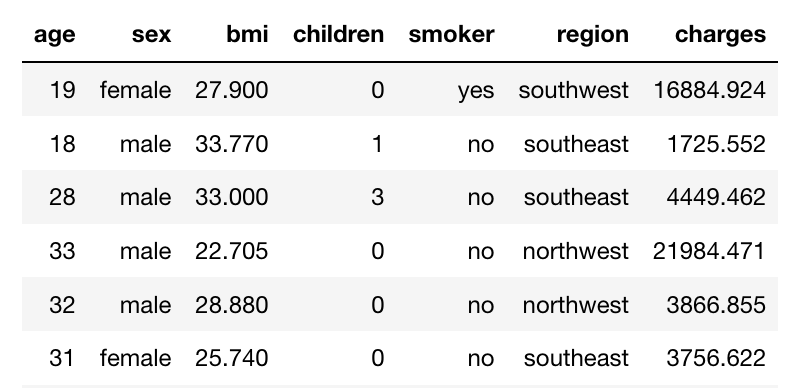 age sex bmi children smoker region charges
19 female 27.900 0 yes southwest 16884.924
18 male 33.770 1 no southeast 1725.552
28 male 33.000 3 no southeast 4449.462
33 male 22.705 0 no northwest 21984.471
32 male 28.880 0 no northwest 3866.855
31 female 25.740 0 no southeast 3756.622